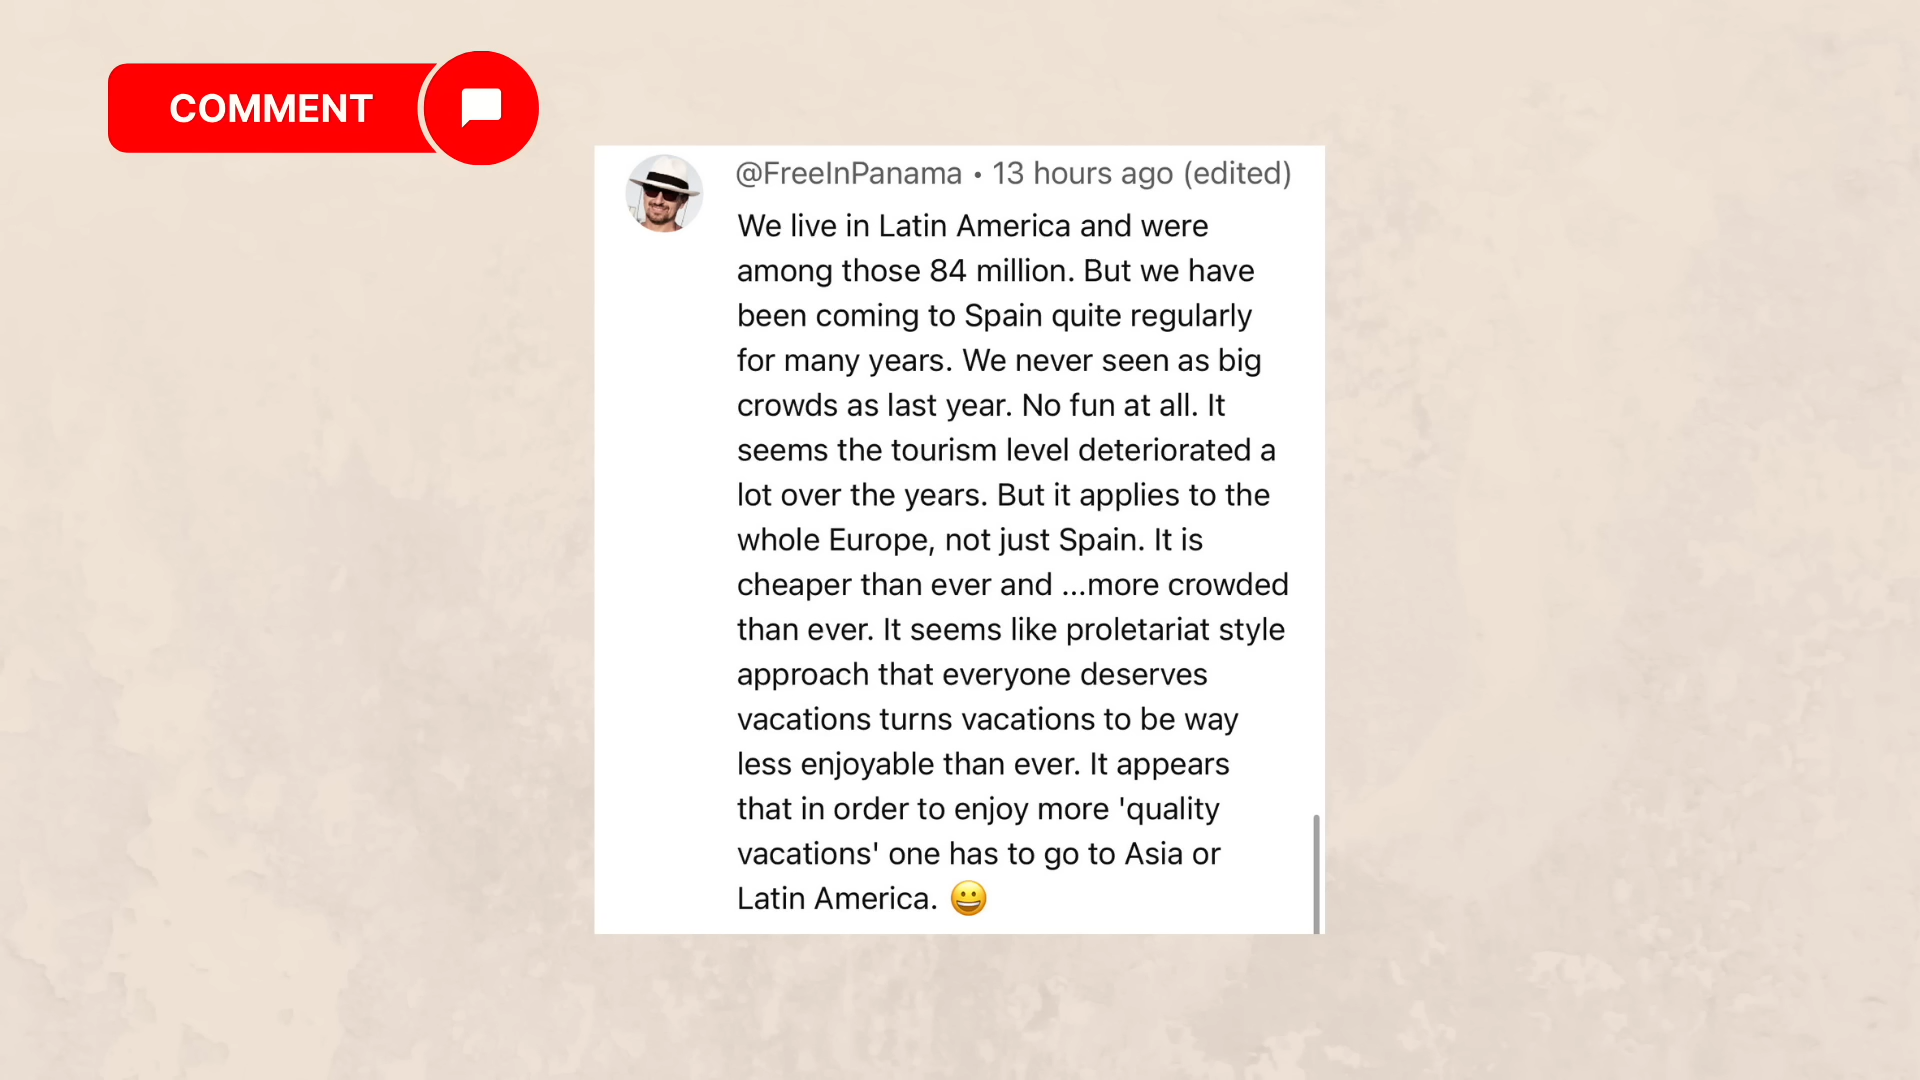 COMMENT
@FreeInPanama • 13 hours ago (edited)
We live in Latin America and were
among those 84 million. But we have
been coming to Spain quite regularly
for many years. We never seen as big
crowds as last year. No fun at all. It
seems the tourism level deteriorated a
lot over the years. But it applies to the
whole Europe, not just Spain. It is
cheaper than ever and ...more crowded
than ever. It seems like proletariat style
approach that everyone deserves
vacations turns vacations to be way
less enjoyable than ever. It appears
that in order to enjoy more 'quality
vacations' one has to go to Asia or
Latin America. 😀